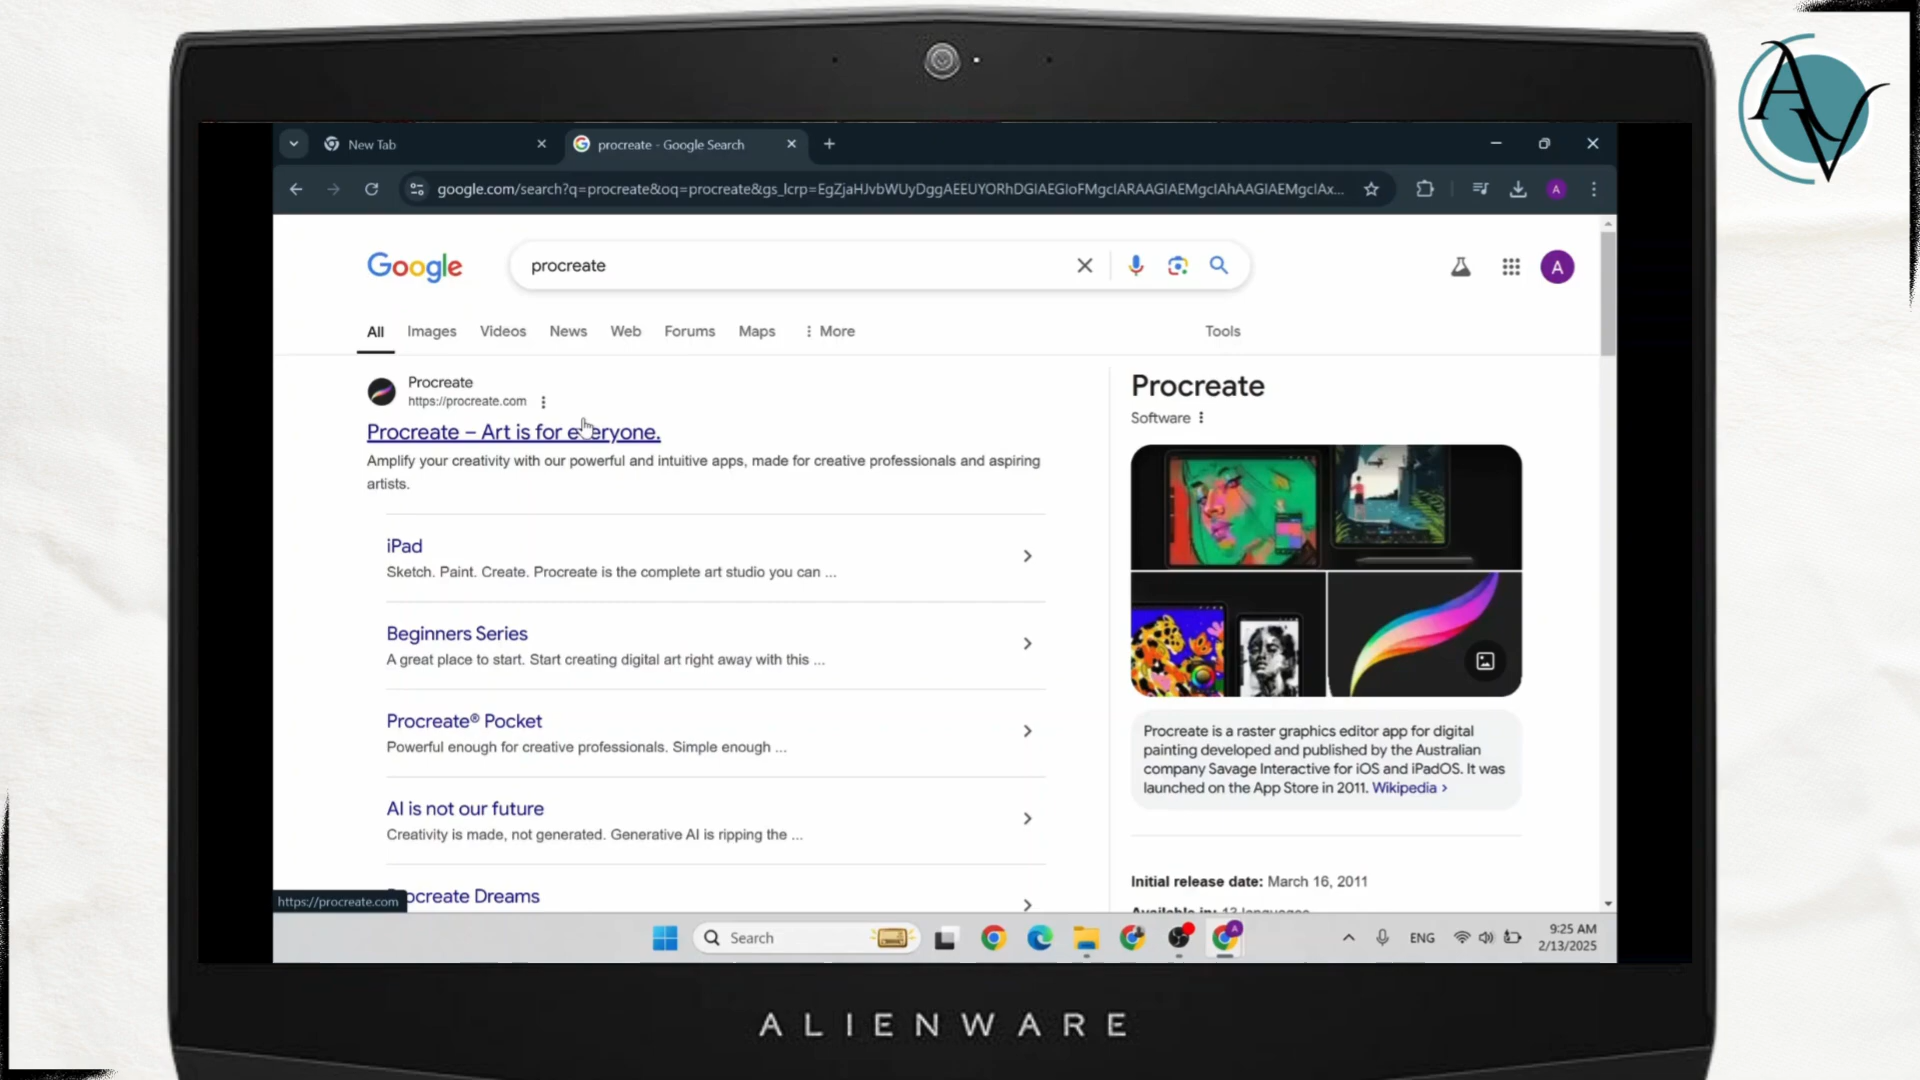 AV
New Tab
procreate - Google Search
google.com/search?q=procreate&oq=procreate&gs_lcrp=EgZjaHJvbWUyDggAEEUYORhDGIAEGIoFMgcIARAAGIAEMgcIAhAAGIAEMgcIAx...
A
Google
procreate
A
All
Images
Videos
News
Web
Forums
Maps
More
Tools
Procreate
https://procreate.com
Procreate – Art is for everyone.
Amplify your creativity with our powerful and intuitive apps, made for creative professionals and aspiring
artists.
iPad
Sketch. Paint. Create. Procreate is the complete art studio you can ...
Beginners Series
A great place to start. Start creating digital art right away with this ...
Procreate® Pocket
Powerful enough for creative professionals. Simple enough ...
AI is not our future
Creativity is made, not generated. Generative AI is ripping the ...
ocreate Dreams
https://procreate.com
Procreate
Software
Procreate is a raster graphics editor app for digital
painting developed and published by the Australian
company Savage Interactive for iOS and iPadOS. It was
launched on the App Store in 2011. Wikipedia
Initial release date: March 16, 2011
Available in: 13 languages
Search
A
ENG
9:25 AM
2/13/2025
ALIENWARE